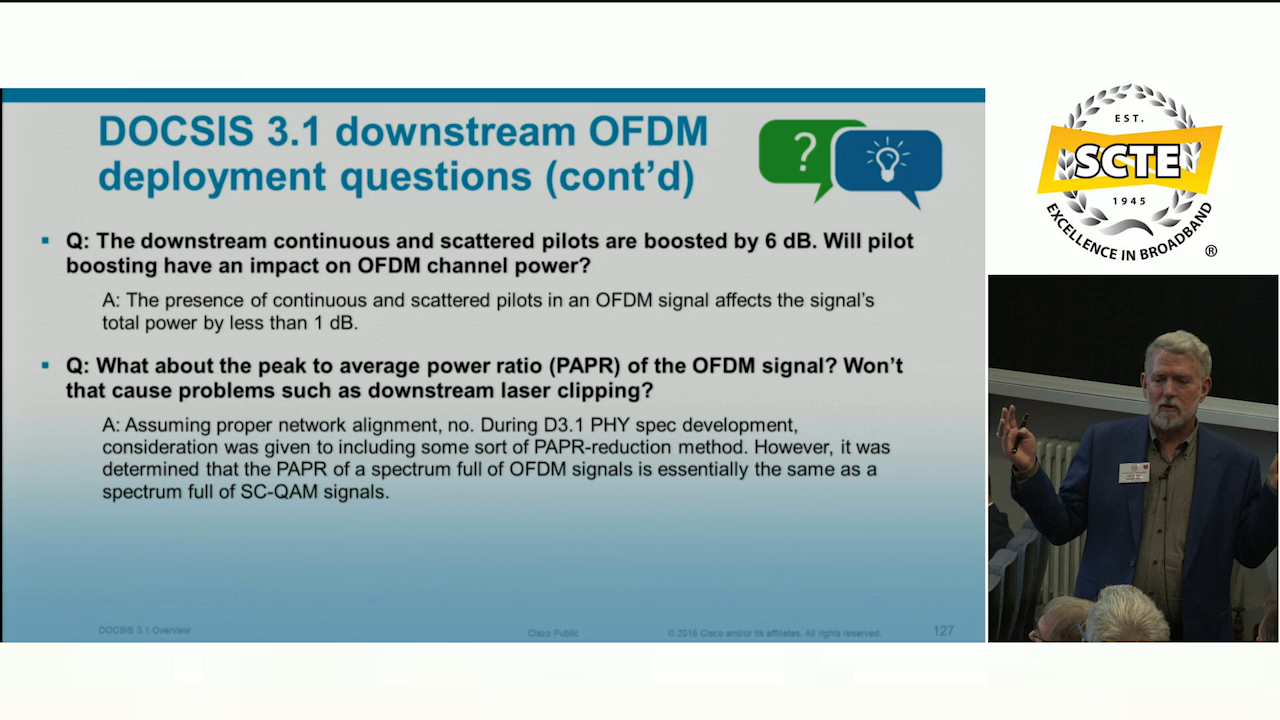 DOCSIS 3.1 downstream OFDM
deployment questions (cont’d)
?
Q: The downstream continuous and scattered pilots are boosted by 6 dB. Will pilot
boosting have an impact on OFDM channel power?
A: The presence of continuous and scattered pilots in an OFDM signal affects the signal’s
total power by less than 1 dB.
Q: What about the peak to average power ratio (PAPR) of the OFDM signal? Won’t
that cause problems such as downstream laser clipping?
A: Assuming proper network alignment, no. During D3.1 PHY spec development,
consideration was given to including some sort of PAPR-reduction method. However, it was
determined that the PAPR of a spectrum full of OFDM signals is essentially the same as a
spectrum full of SC-QAM signals.
DOCSIS 3.1 Overview
Cisco Public
© 2016 Cisco and/or its affiliates. All rights reserved.
127
EST.
SCTE
1945
EXCELLENCE IN BROADBAND
®